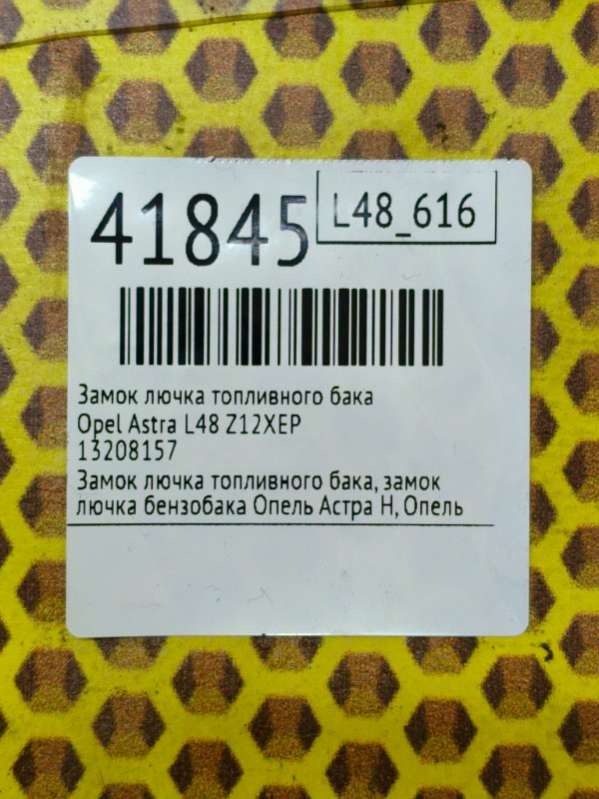 41845
L48_616
Замок лючка топливного бака
Opel Astra L48 Z12XEP
13208157
Замок лючка топливного бака, замок
лючка бензобака Опель Астра Н, Опель